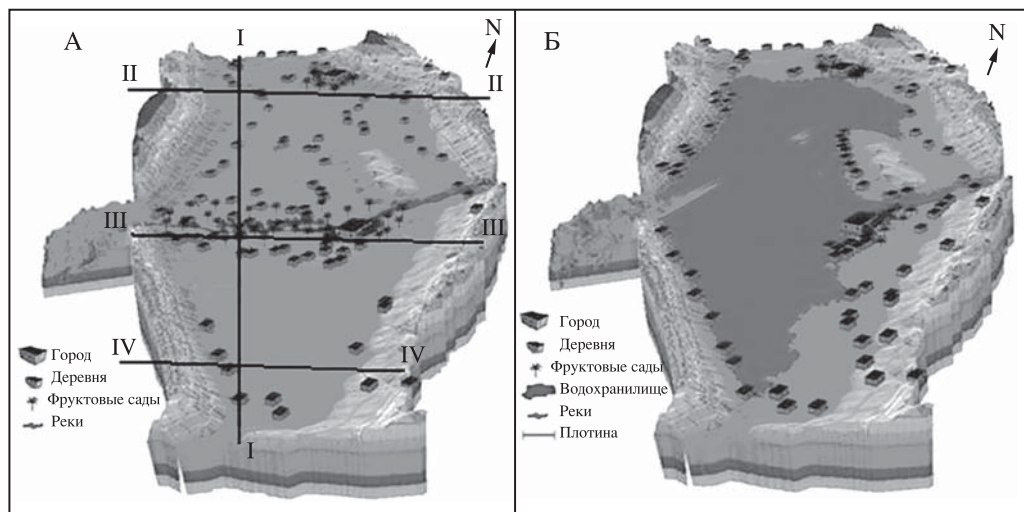 А
N
I
II
II
III
III
IV
IV
I
Город
Деревня
Фруктовые сады
Реки
Б
N
Город
Деревня
Фруктовые сады
Водохранилище
Реки
Плотина